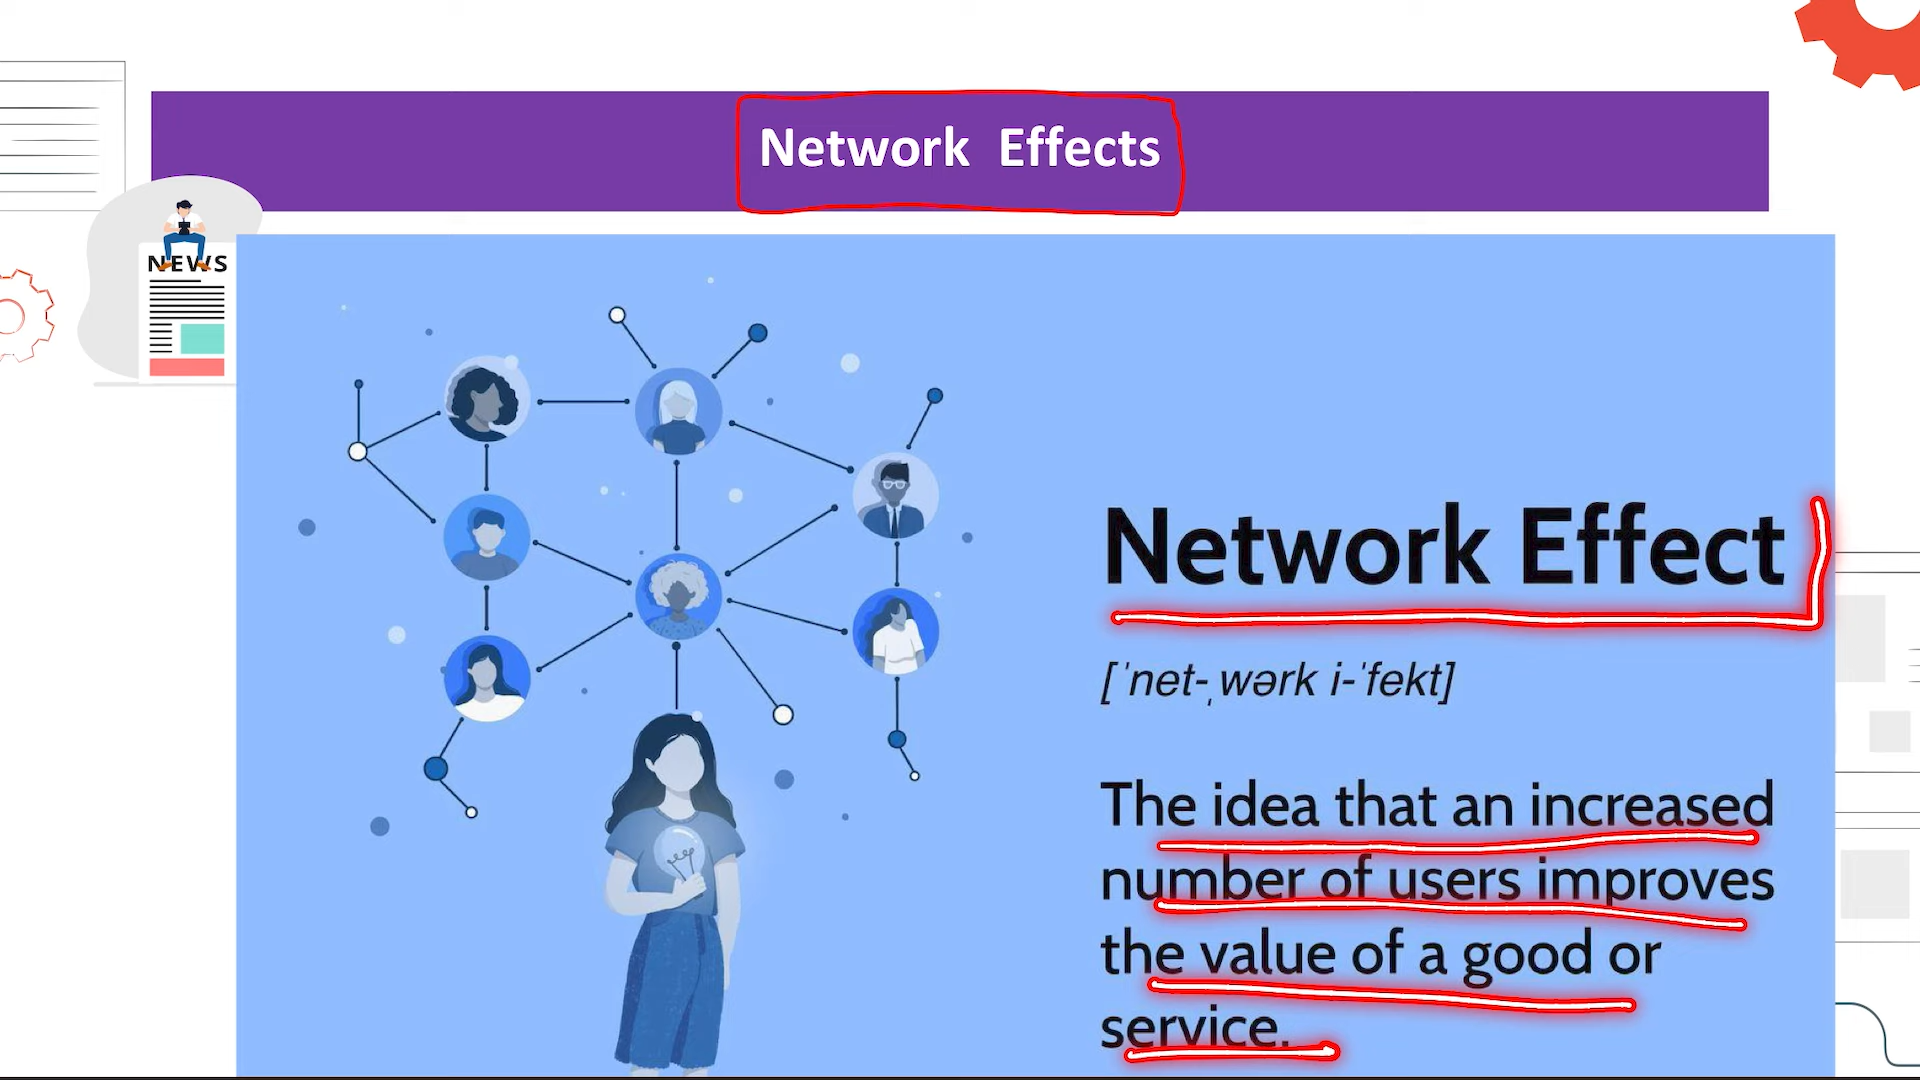 Network Effects
NEWS
Network Effect
[ˈnet-ˌwərk i-ˈfekt]
The idea that an increased
number of users improves
the value of a good or
service.